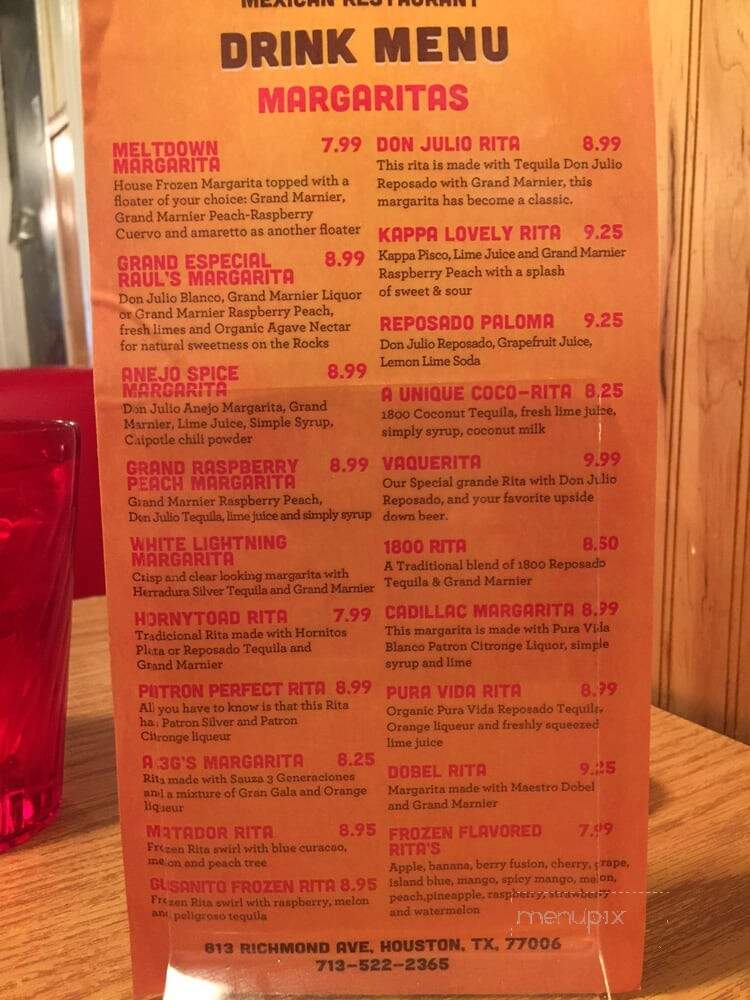 MEXICAN RESTAURANT
DRINK MENU
MARGARITAS
MELTDOWN MARGARITA 7.99
House Frozen Margarita topped with a
floater of your choice: Grand Marnier,
Grand Marnier Peach-Raspberry
Cuervo and amaretto as another floater
GRAND ESPECIAL 8.99
RAUL'S MARGARITA
Don Julio Blanco, Grand Marnier Liquor
or Grand Marnier Raspberry Peach,
fresh limes and Organic Agave Nectar
for natural sweetness on the Rocks
ANEJO SPICE 8.99
MARGARITA
Don Julio Anejo Margarita, Grand
Marnier, Lime Juice, Simple Syrup,
Caipotle chili powder
GRAND RASPBERRY 8.99
PEACH MARGARITA
Grand Marnier Raspberry Peach,
Don Julio Tequila, lime juice and simply syrup
WHITE LIGHTNING
MARGARITA
Crisp and clear looking margarita with
Herradura Silver Tequila and Grand Marnier
HORNYTOAD RITA 7.99
Tradicional Rita made with Hornitos
Plata or Reposado Tequila and
Grand Marnier
PATRON PERFECT RITA 8.99
All you have to know is that this Rita
has Patron Silver and Patron
Citronge liqueur
A 3G'S MARGARITA 8.25
Rita made with Sauza 3 Generaciones
and a mixture of Gran Gala and Orange
liqueur
MATADOR RITA 8.95
Frozen Rita swirl with blue curacao,
melon and peach tree
GUSANITO FROZEN RITA 8.95
Frozen Rita swirl with raspberry, melon
and peligroso tequila
DON JULIO RITA 8.99
This rita is made with Tequila Don Julio
Reposado with Grand Marnier, this
margarita has become a classic.
KAPPA LOVELY RITA 9.25
Kappa Pisco, Lime Juice and Grand Marnier
Raspberry Peach with a splash
of sweet & sour
REPOSADO PALOMA 9.25
Don Julio Reposado, Grapefruit Juice,
Lemon Lime Soda
A UNIQUE COCO-RITA 8.25
1800 Coconut Tequila, fresh lime juice,
simply syrup, coconut milk
VAQUERITA 9.99
Our Special grande Rita with Don Julio
Reposado, and your favorite upside
down beer.
1800 RITA 8.50
A Traditional blend of 1800 Reposado
Tequila & Grand Marnier
CADILLAC MARGARITA 8.99
This margarita is made with Pura Vida
Blanco Patron Citronge Liquor, simple
syrup and lime
PURA VIDA RITA 8.99
Organic Pura Vida Reposado Tequila,
Orange liqueur and freshly squeezed
lime juice
DOBEL RITA 9.25
Margarita made with Maestro Dobel
and Grand Marnier
FROZEN FLAVORED 7.99
RITA'S
Apple, banana, berry fusion, cherry, grape,
island blue, mango, spicy mango, melon,
peach,pineapple, raspberry, strawberry
and watermelon
menupix
813 RICHMOND AVE, HOUSTON, TX, 77006
713-522-2365